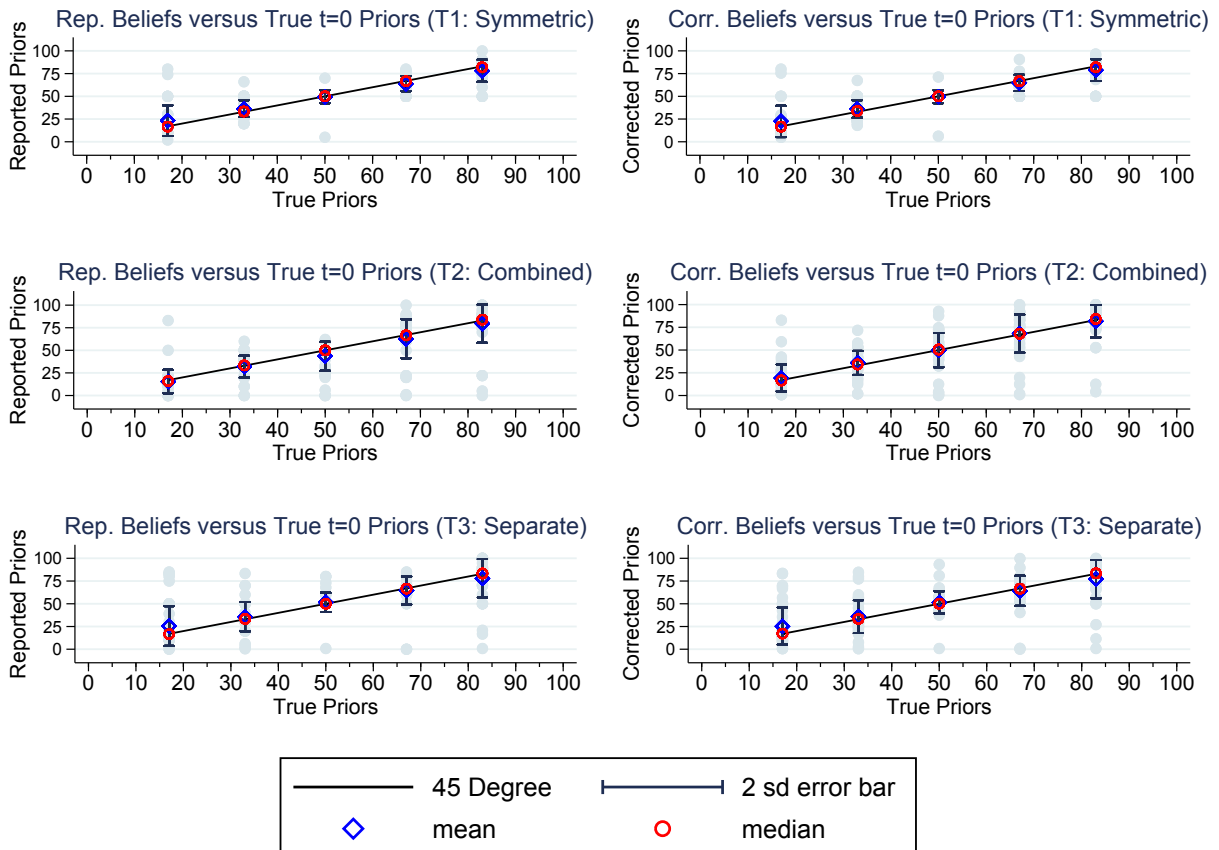 Rep. Beliefs versus True t=0 Priors (T1: Symmetric)
Reported Priors
100
75
50
25
0
0 10 20 30 40 50 60 70 80 90 100
True Priors
Corr. Beliefs versus True t=0 Priors (T1: Symmetric)
Corrected Priors
100
75
50
25
0
0 10 20 30 40 50 60 70 80 90 100
True Priors
Rep. Beliefs versus True t=0 Priors (T2: Combined)
Reported Priors
100
75
50
25
0
0 10 20 30 40 50 60 70 80 90 100
True Priors
Corr. Beliefs versus True t=0 Priors (T2: Combined)
Corrected Priors
100
75
50
25
0
0 10 20 30 40 50 60 70 80 90 100
True Priors
Rep. Beliefs versus True t=0 Priors (T3: Separate)
Reported Priors
100
75
50
25
0
0 10 20 30 40 50 60 70 80 90 100
True Priors
Corr. Beliefs versus True t=0 Priors (T3: Separate)
Corrected Priors
100
75
50
25
0
0 10 20 30 40 50 60 70 80 90 100
True Priors
45 Degree
2 sd error bar
mean
median